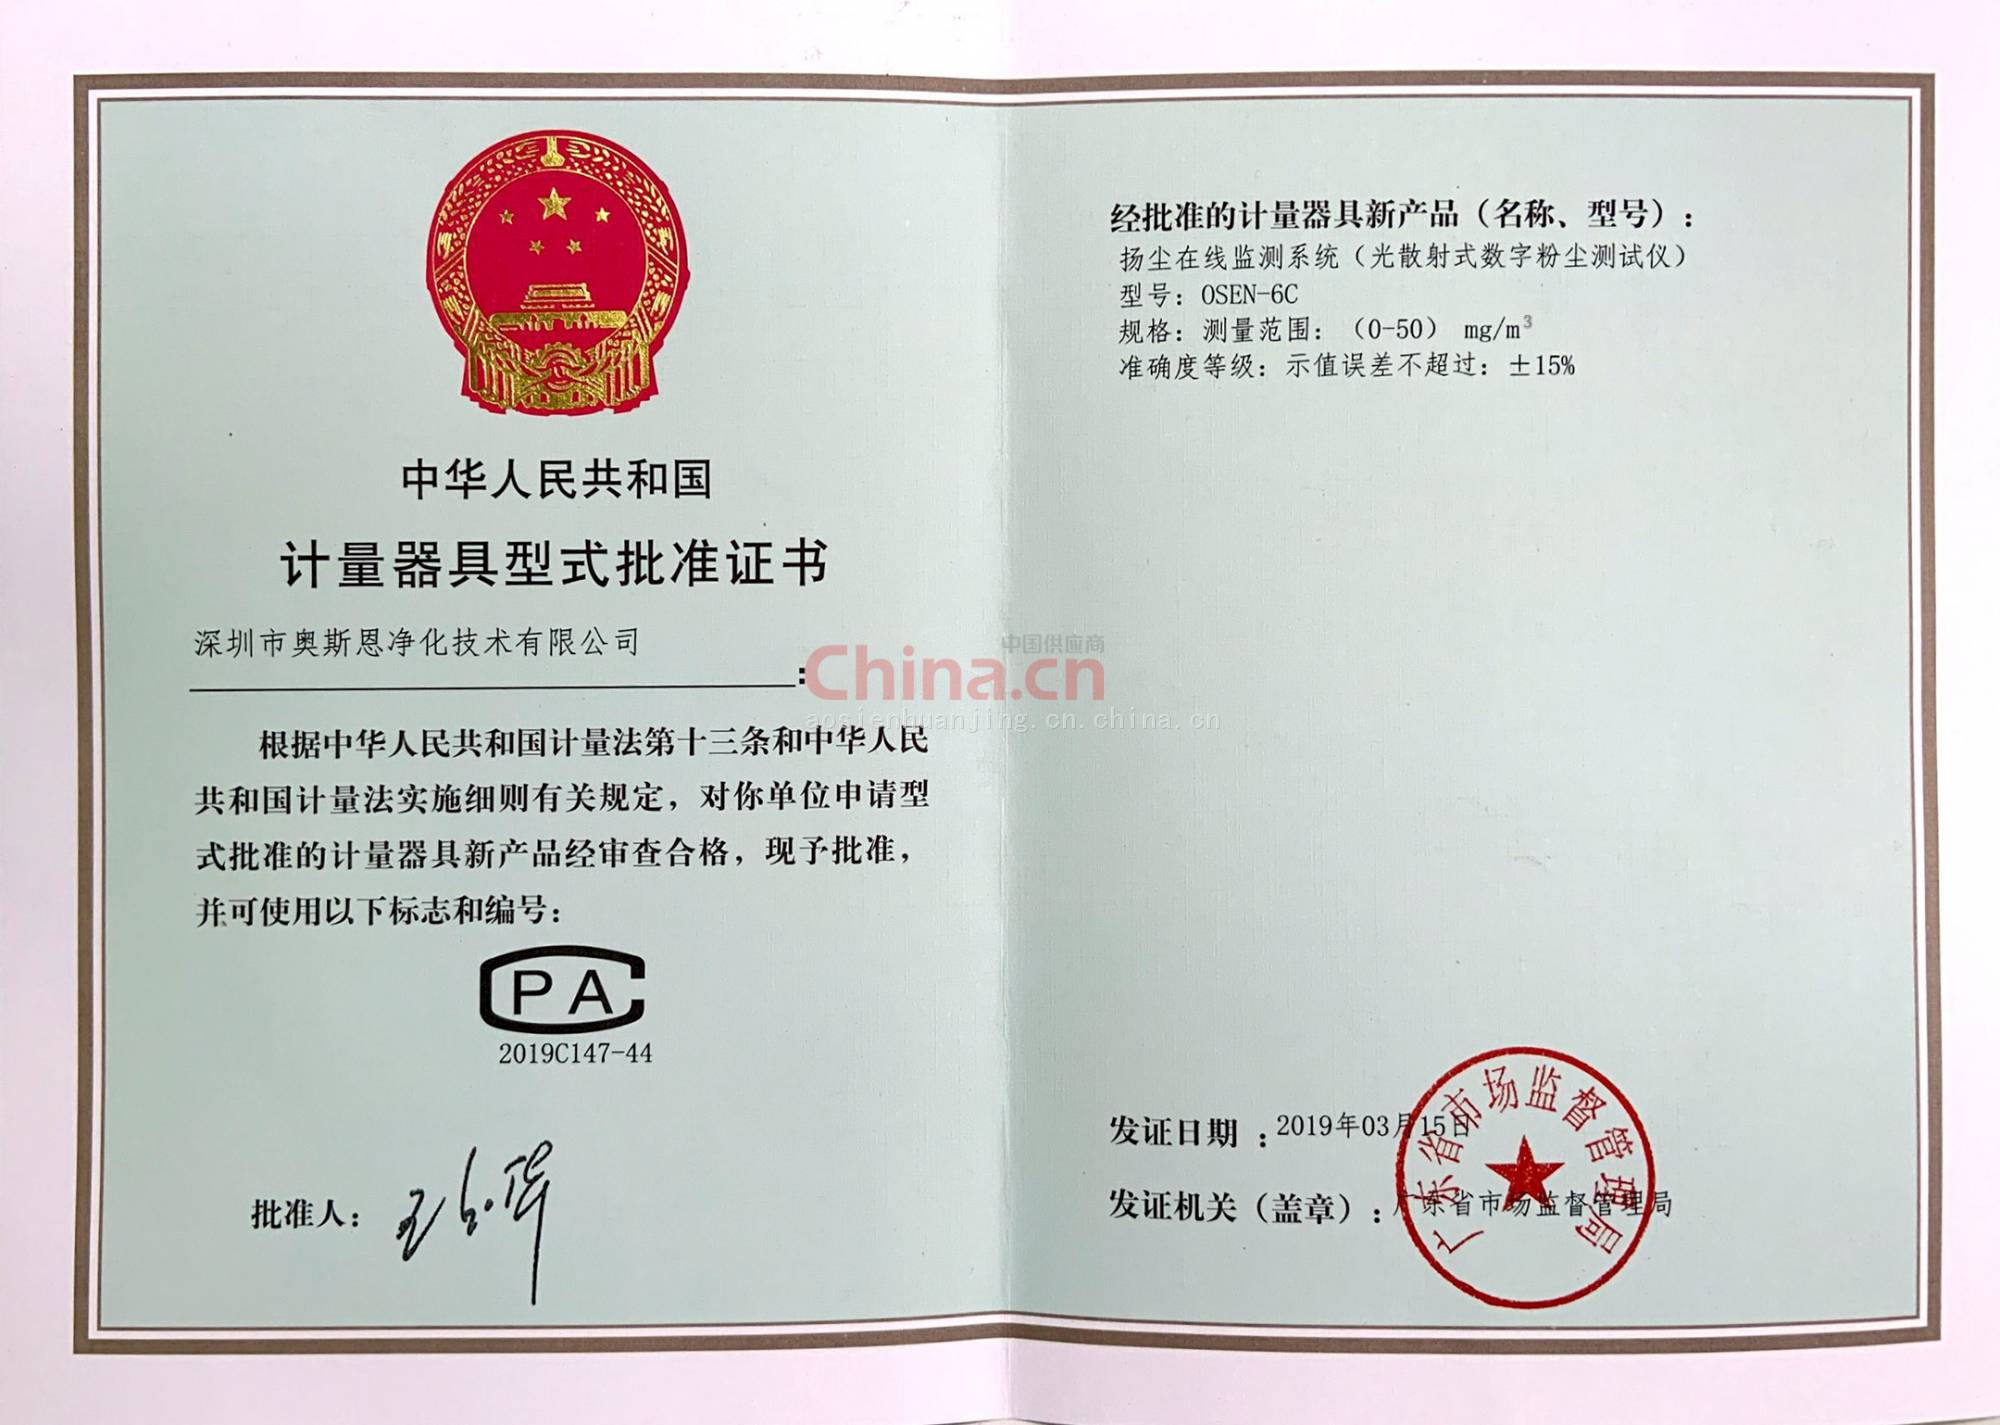 中华人民共和国
计量器具型式批准证书
深圳市奥斯恩净化技术有限公司
:
根据中华人民共和国计量法第十三条和中华人民
共和国计量法实施细则有关规定，对你单位申请型
式批准的计量器具新产品经审查合格，现予批准，
并可使用以下标志和编号：
CPA
2019C147-44
批准人：
经批准的计量器具新产品（名称、型号）：
扬尘在线监测系统（光散射式数字粉尘测试仪）
型号：OSEN-6C
规格：测量范围：（0-50） mg/m³
准确度等级：示值误差不超过：±15%
发证日期：2019年03月15日
发证机关（盖章）：广东省市场监督管理局
广东省市场监督管理局
中国供应商
China.cn
aosienhuanjing.cn.china.cn